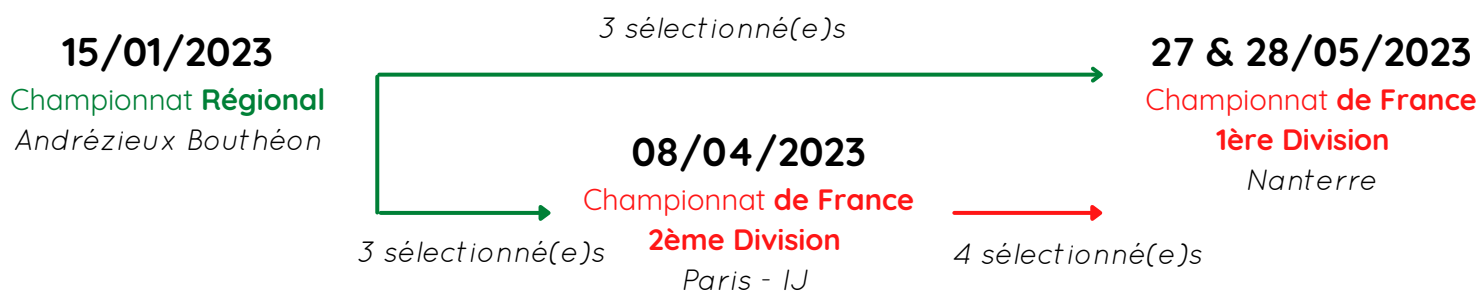 15/01/2023
Championnat Régional
Andrézieux Bouthéon
3 sélectionné(e)s
3 sélectionné(e)s
08/04/2023
Championnat de France
2ème Division
Paris - IJ
4 sélectionné(e)s
27 & 28/05/2023
Championnat de France
1ère Division
Nanterre